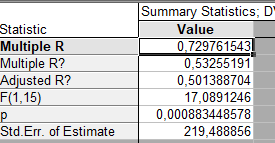 Summary Statistics; D
Statistic Value
Multiple R 0,729761543
Multiple R? 0,53255191
Adjusted R? 0,501388704
F(1,15) 17,0891246
p 0,000883448578
Std.Err. of Estimate 219,488856